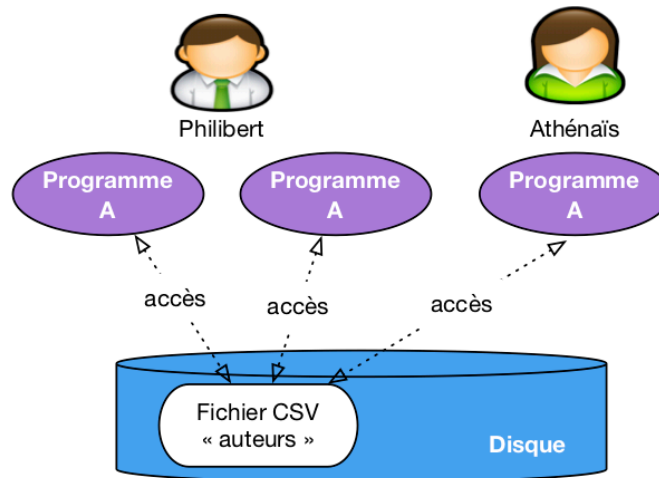 Philibert
Athénaïs
Programme
A
Programme
A
Programme
A
accès
accès
accès
Fichier CSV
« auteurs »
Disque